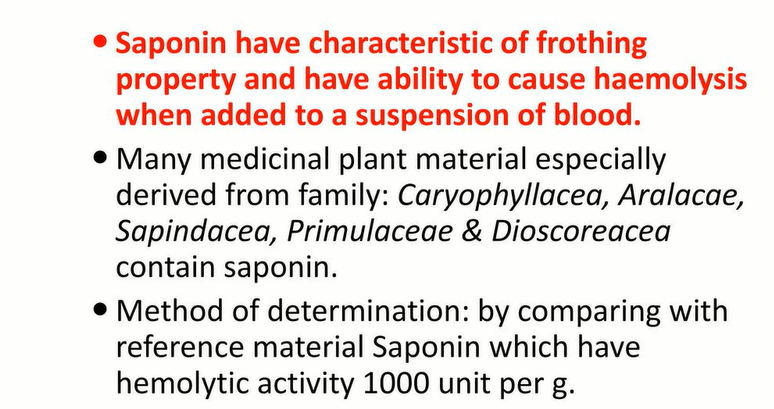 • Saponin have characteristic of frothing
property and have ability to cause haemolysis
when added to a suspension of blood.
• Many medicinal plant material especially
derived from family: Caryophyllacea, Aralacae,
Sapindacea, Primulaceae & Dioscoreacea
contain saponin.
• Method of determination: by comparing with
reference material Saponin which have
hemolytic activity 1000 unit per g.